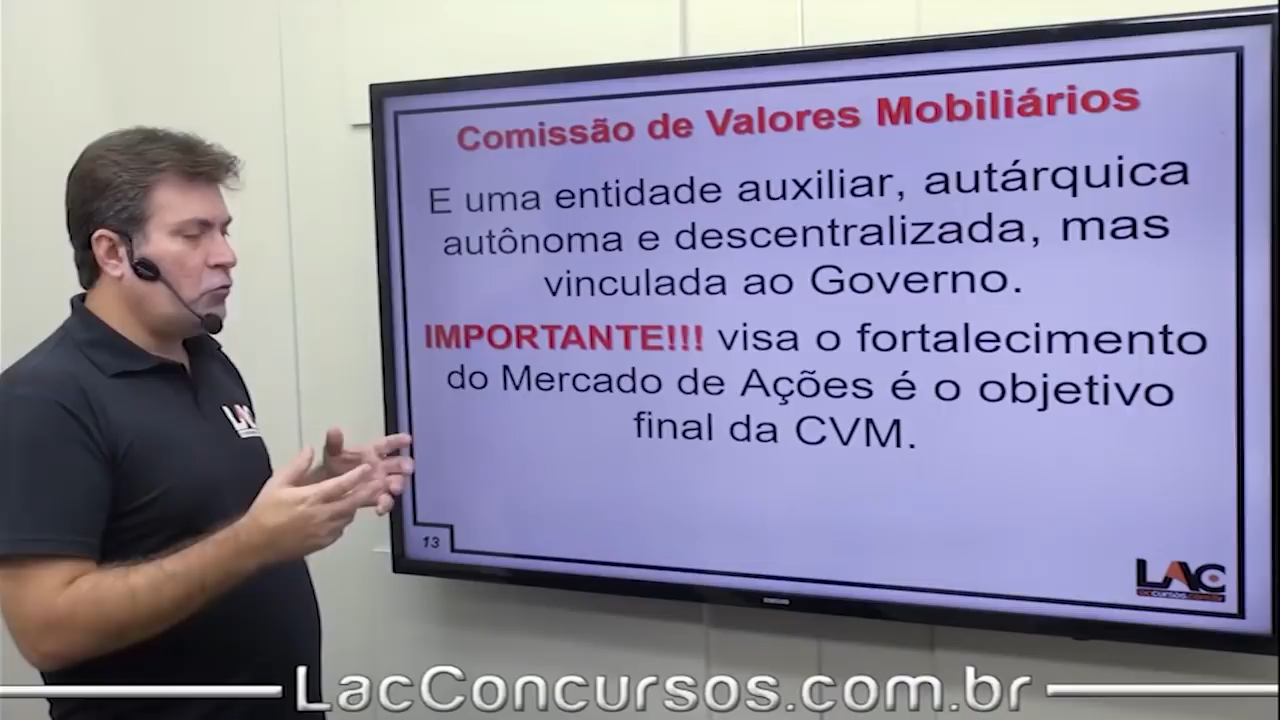 Comissão de Valores Mobiliários
E uma entidade auxiliar, autárquica
autônoma e descentralizada, mas
vinculada ao Governo.
IMPORTANTE!!! visa o fortalecimento
do Mercado de Ações é o objetivo
final da CVM.
13
LAC
LAC
LacConcursos.com.br